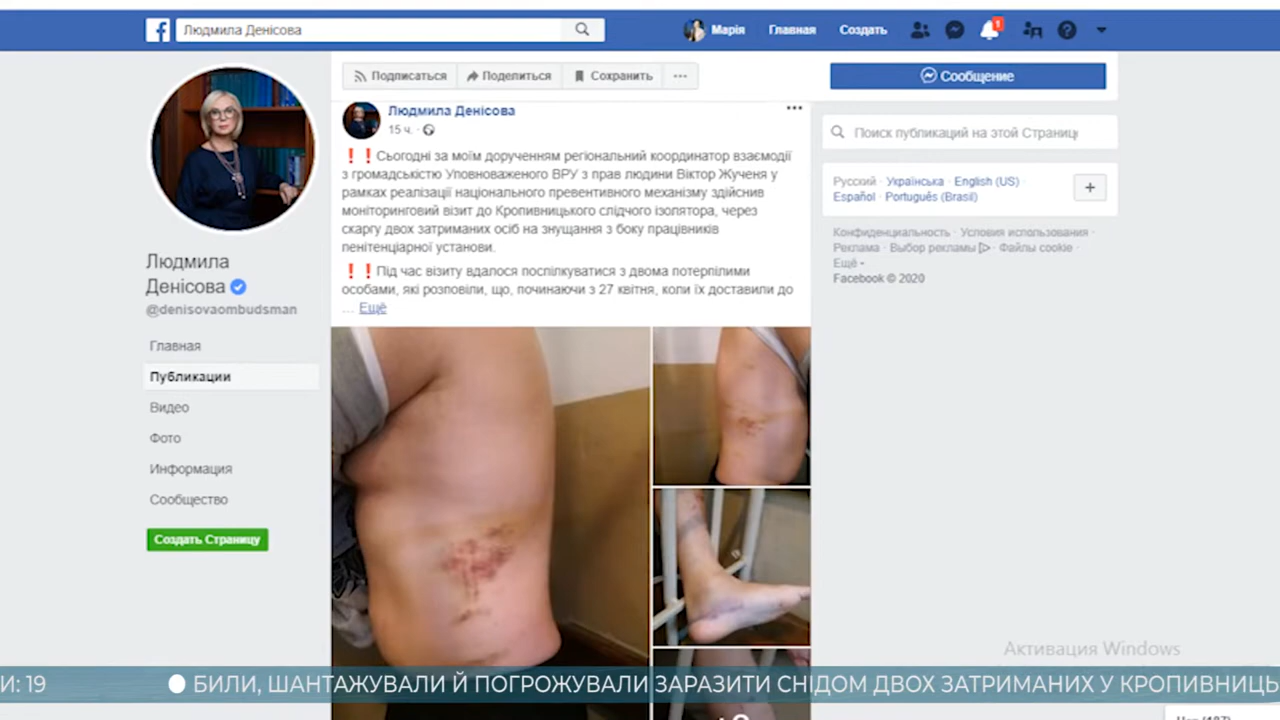 Людмила Денісова
Марія
Главная
Создать
1
Подписаться
Поделиться
Сохранить
Сообщение
Людмила Денісова
15 ч.
❗❗Сьогодні за моїм дорученням регіональний координатор взаємодії
з громадськістю Уповноваженого ВРУ з прав людини Віктор Жученя у
рамках реалізації національного превентивного механізму здійснив
моніторинговий візит до Кропивницького слідчого ізолятора, через
скаргу двох затриманих осіб на знущання з боку працівників
пенітенціарної установи.
❗❗Під час візиту вдалося поспілкуватися з двома потерпілими
особами, які розповіли, що, починаючи з 27 квітня, коли їх доставили до
... Ещё
Людмила
Денісова
@denisovaombudsman
Главная
Публикации
Видео
Фото
Информация
Сообщество
Создать Страницу
Поиск публикаций на этой Страниц
Русский · Українська · English (US) ·
Español · Português (Brasil)
Конфиденциальность · Условия использования ·
Реклама · Выбор рекламы · Файлы cookie ·
Ещё
Facebook © 2020
Активация Windows
И: 19
БИЛИ, ШАНТАЖУВАЛИ Й ПОГРОЖУВАЛИ ЗАРАЗИТИ СНІДОМ ДВОХ ЗАТРИМАНИХ У КРОПИВНИЦЬ